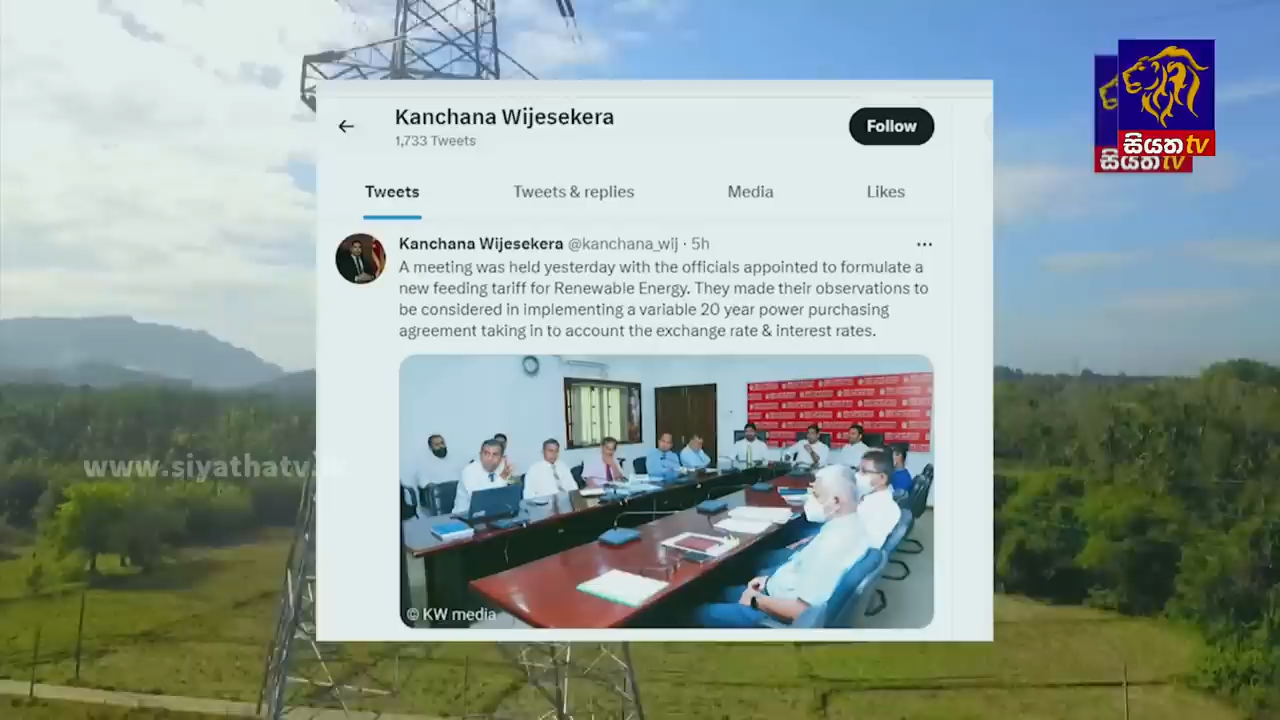 Kanchana Wijesekera
1,733 Tweets
Follow
සියත tv
සියත tv
Tweets
Tweets & replies
Media
Likes
Kanchana Wijesekera @kanchana_wij · 5h
A meeting was held yesterday with the officials appointed to formulate a
new feeding tariff for Renewable Energy. They made their observations to
be considered in implementing a variable 20 year power purchasing
agreement taking in to account the exchange rate & interest rates.
www.siyathatv.lk
© KW media